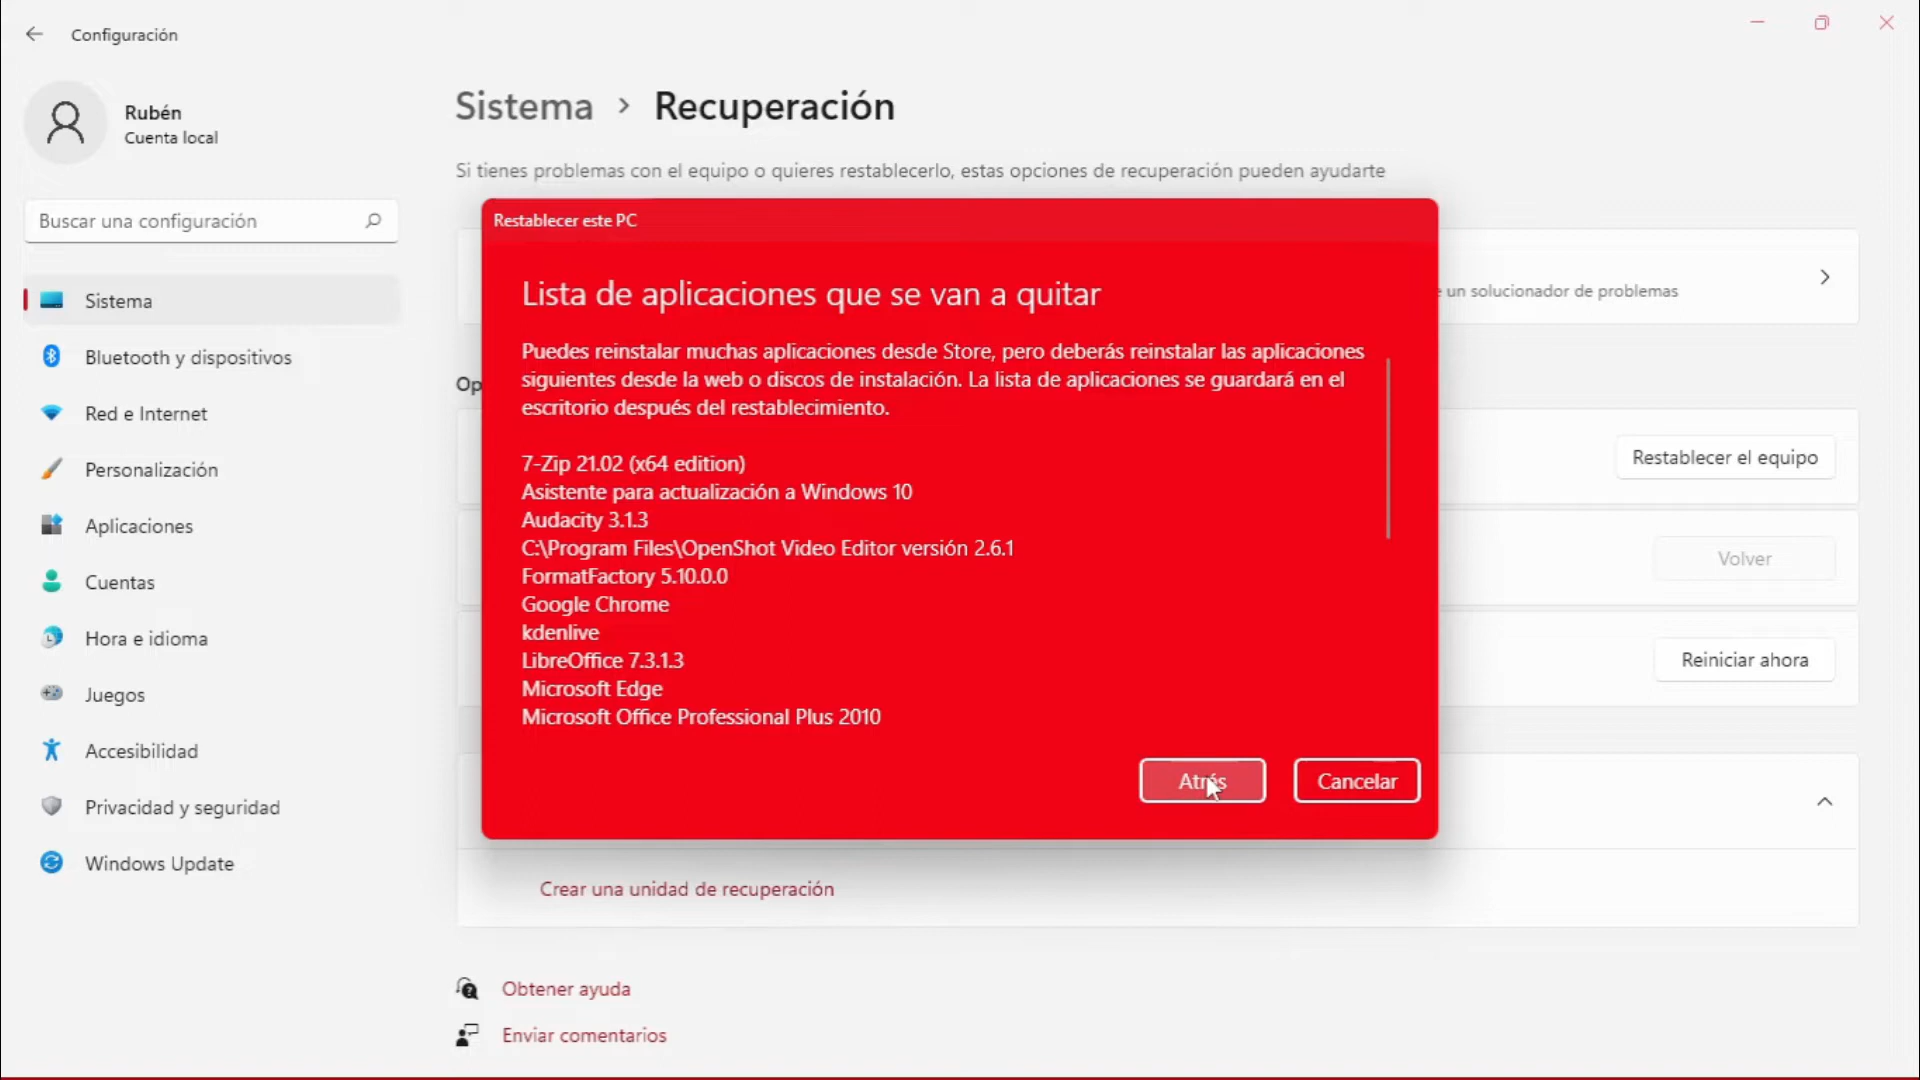 Configuración
Rubén
Cuenta local
Buscar una configuración
Sistema
Bluetooth y dispositivos
Red e Internet
Personalización
Aplicaciones
Cuentas
Hora e idioma
Juegos
Accesibilidad
Privacidad y seguridad
Windows Update
Sistema > Recuperación
Si tienes problemas con el equipo o quieres restablecerlo, estas opciones de recuperación pueden ayudarte
un solucionador de problemas
Op
Restablecer el equipo
Volver
Reiniciar ahora
Restablecer este PC
Lista de aplicaciones que se van a quitar
Puedes reinstalar muchas aplicaciones desde Store, pero deberás reinstalar las aplicaciones
siguientes desde la web o discos de instalación. La lista de aplicaciones se guardará en el
escritorio después del restablecimiento.
7-Zip 21.02 (x64 edition)
Asistente para actualización a Windows 10
Audacity 3.1.3
C:\Program Files\OpenShot Video Editor versión 2.6.1
FormatFactory 5.10.0.0
Google Chrome
kdenlive
LibreOffice 7.3.1.3
Microsoft Edge
Microsoft Office Professional Plus 2010
Atrás
Cancelar
Crear una unidad de recuperación
Obtener ayuda
Enviar comentarios